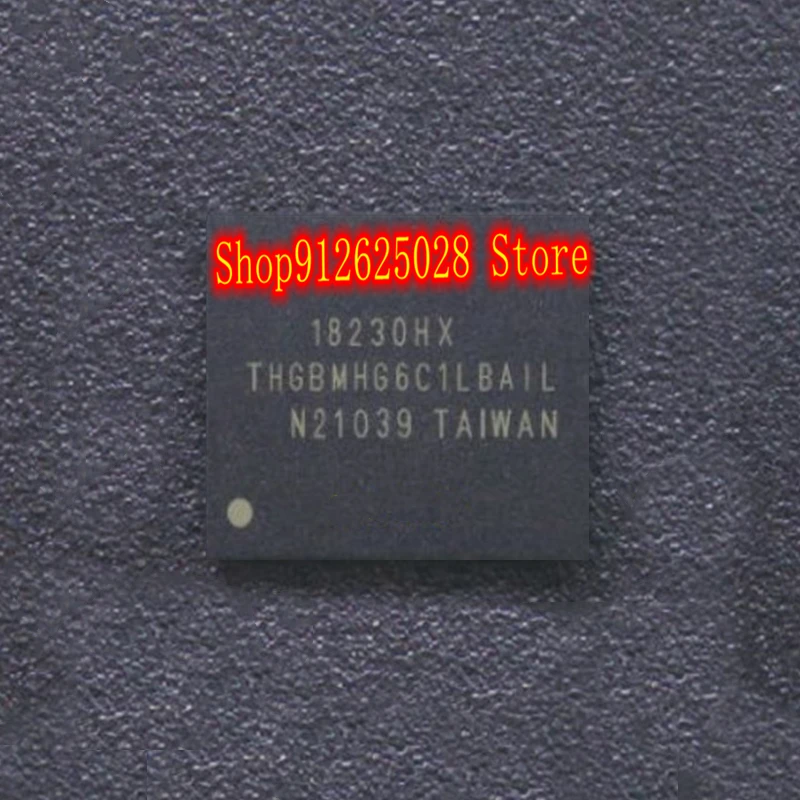 Shop912625028 Store
18230HX
THGBMHG6C1LBAIL
N21039 TAIWAN